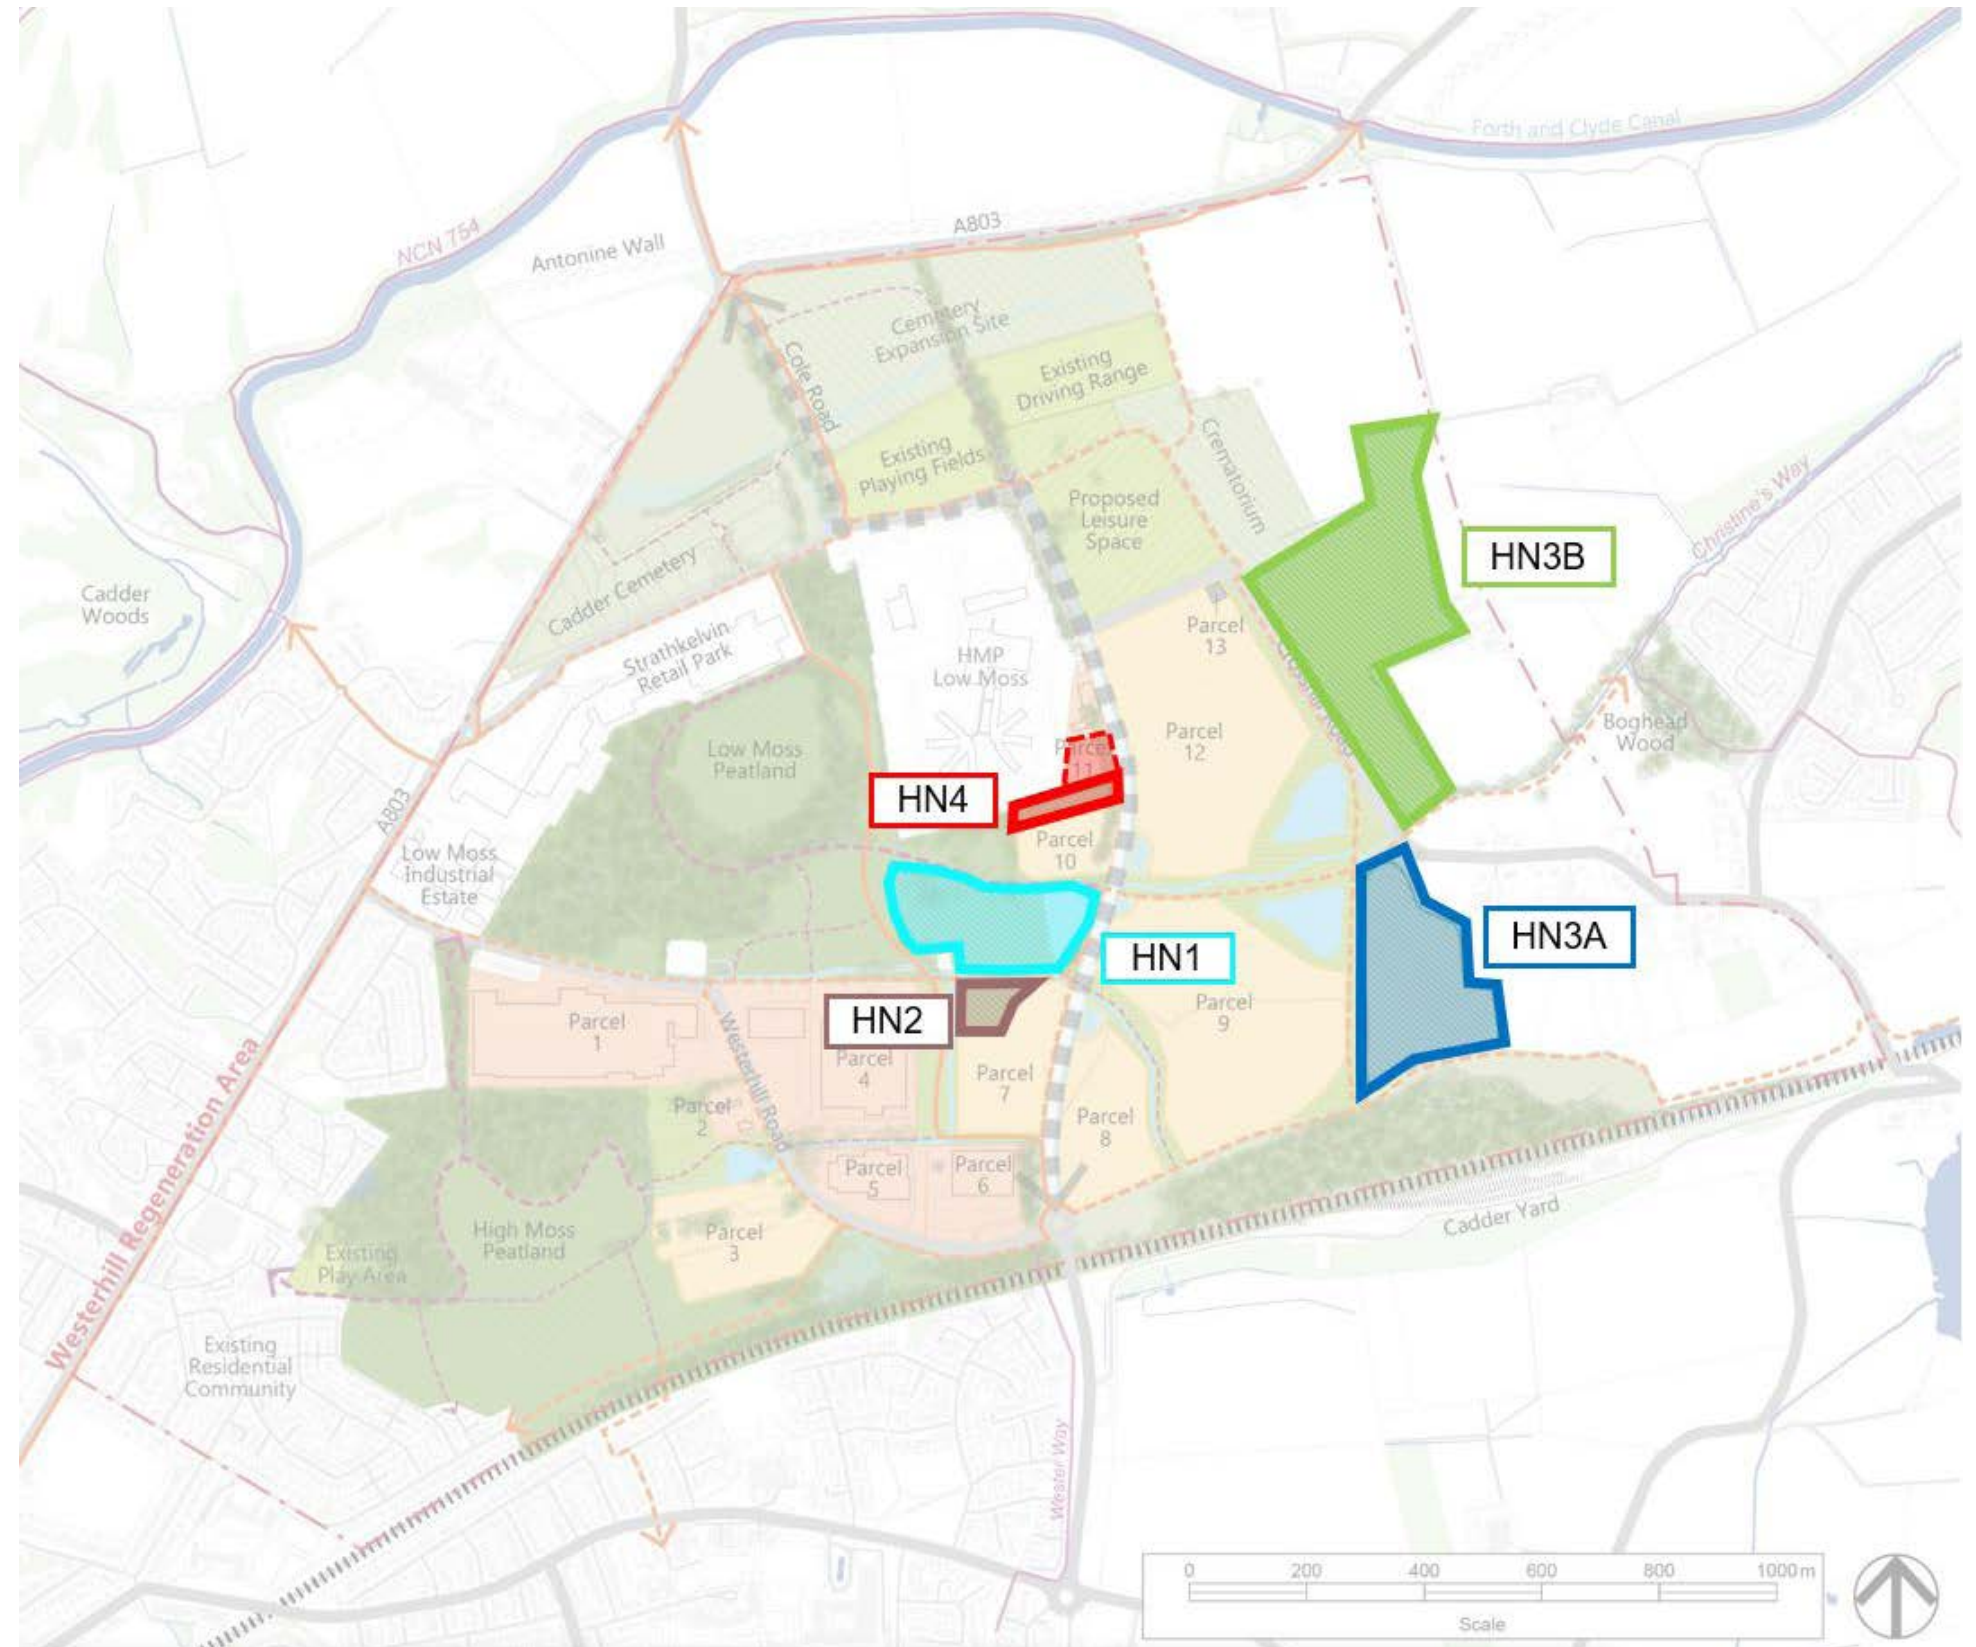 Forth and Clyde Canal
NCN 754
Antonine Wall
A803
Cemetery
Expansion Site
Cole Road
Existing
Driving Range
Existing
Playing Fields
Crematorium
Proposed
Leisure
Space
Christine's Way
HN3B
Cadder
Woods
Cadder Cemetery
Strathkelvin
Retail Park
HMP
Low Moss
Parcel
13
Boghead
Wood
Parcel
12
Low Moss
Peatland
Parcel
11
HN4
A803
Parcel
10
Low Moss
Industrial
Estate
HN3A
HN1
Parcel
9
HN2
Parcel
1
Westerhill Road
Parcel
4
Parcel
7
Parcel
2
Parcel
8
Westerhill Regeneration Area
Parcel
5
Parcel
6
Cadder Yard
High Moss
Peatland
Parcel
3
Existing
Play Area
Existing
Residential
Community
Wester Way
0 200 400 600 800 1000 m
Scale